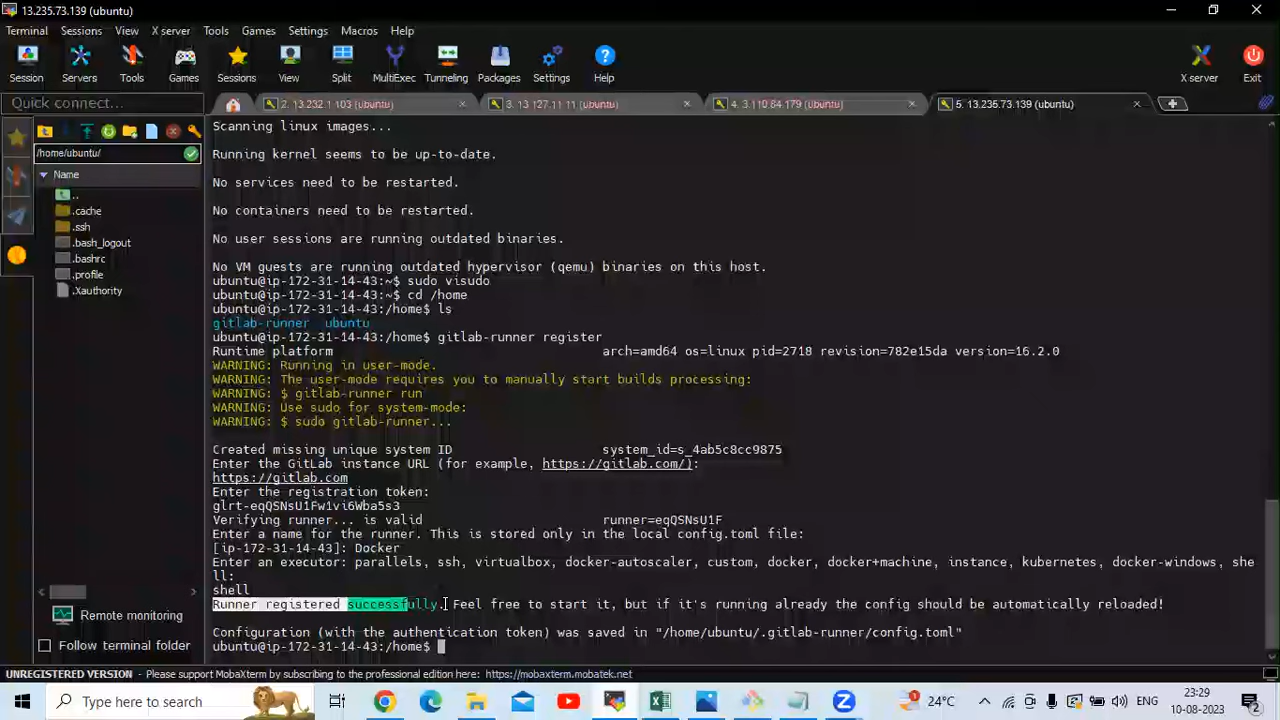 13.235.73.139 (ubuntu)
Terminal Sessions View X server Tools Games Settings Macros Help
Session Servers Tools Games Sessions View Split MultiExec Tunneling Packages Settings Help X server Exit
Quick connect...
2. 13.232.1.103 (ubuntu)
3. 13.127.11.11 (ubuntu)
4. 3.110.84.179 (ubuntu)
5. 13.235.73.139 (ubuntu)
/home/ubuntu/
Name
..
.cache
.ssh
.bash_logout
.bashrc
.profile
.Xauthority
Remote monitoring
Follow terminal folder
Scanning linux images...
Running kernel seems to be up-to-date.
No services need to be restarted.
No containers need to be restarted.
No user sessions are running outdated binaries.
No VM guests are running outdated hypervisor (qemu) binaries on this host.
ubuntu@ip-172-31-14-43:~$ sudo visudo
ubuntu@ip-172-31-14-43:~$ cd /home
ubuntu@ip-172-31-14-43:/home$ ls
gitlab-runner ubuntu
ubuntu@ip-172-31-14-43:/home$ gitlab-runner register
Runtime platform arch=amd64 os=linux pid=2718 revision=782e15da version=16.2.0
WARNING: Running in user-mode.
WARNING: The user-mode requires you to manually start builds processing:
WARNING: $ gitlab-runner run
WARNING: Use sudo for system-mode:
WARNING: $ sudo gitlab-runner...
Created missing unique system ID system_id=s_4ab5c8cc9875
Enter the GitLab instance URL (for example, https://gitlab.com/):
https://gitlab.com
Enter the registration token:
glrt-eqQSNsU1Fw1vi6Wba5s3
Verifying runner... is valid runner=eqQSNsU1F
Enter a name for the runner. This is stored only in the local config.toml file:
[ip-172-31-14-43]: Docker
Enter an executor: parallels, ssh, virtualbox, docker-autoscaler, custom, docker, docker+machine, instance, kubernetes, docker-windows, she
ll:
shell
Runner registered successfully. Feel free to start it, but if it's running already the config should be automatically reloaded!
Configuration (with the authentication token) was saved in "/home/ubuntu/.gitlab-runner/config.toml"
ubuntu@ip-172-31-14-43:/home$
UNREGISTERED VERSION - Please support MobaXterm by subscribing to the professional edition here: https://mobaxterm.mobatek.net
Type here to search
24°C
ENG
23:29
10-08-2023
2